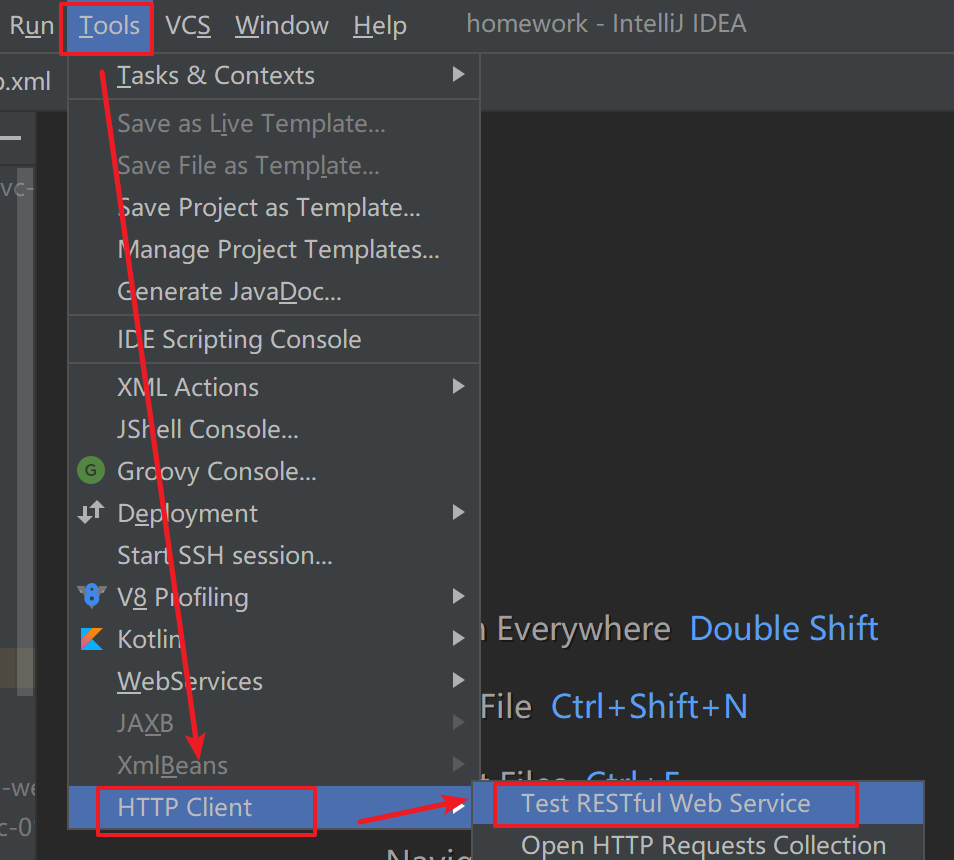 Run Tools VCS Window Help homework - IntelliJ IDEA
.xml
Tasks & Contexts
Save as Live Template...
vc-
Save File as Template...
Save Project as Template...
Manage Project Templates...
Generate JavaDoc...
IDE Scripting Console
XML Actions
JShell Console...
G Groovy Console...
Deployment
Start SSH session...
V8 Profiling
Everywhere Double Shift
Kotlin
WebServices
File Ctrl+Shift+N
JAXB
XmlBeans
Files Ctrl+E
-we
HTTP Client
Test RESTful Web Service
c-0
Open HTTP Requests Collection
Navig